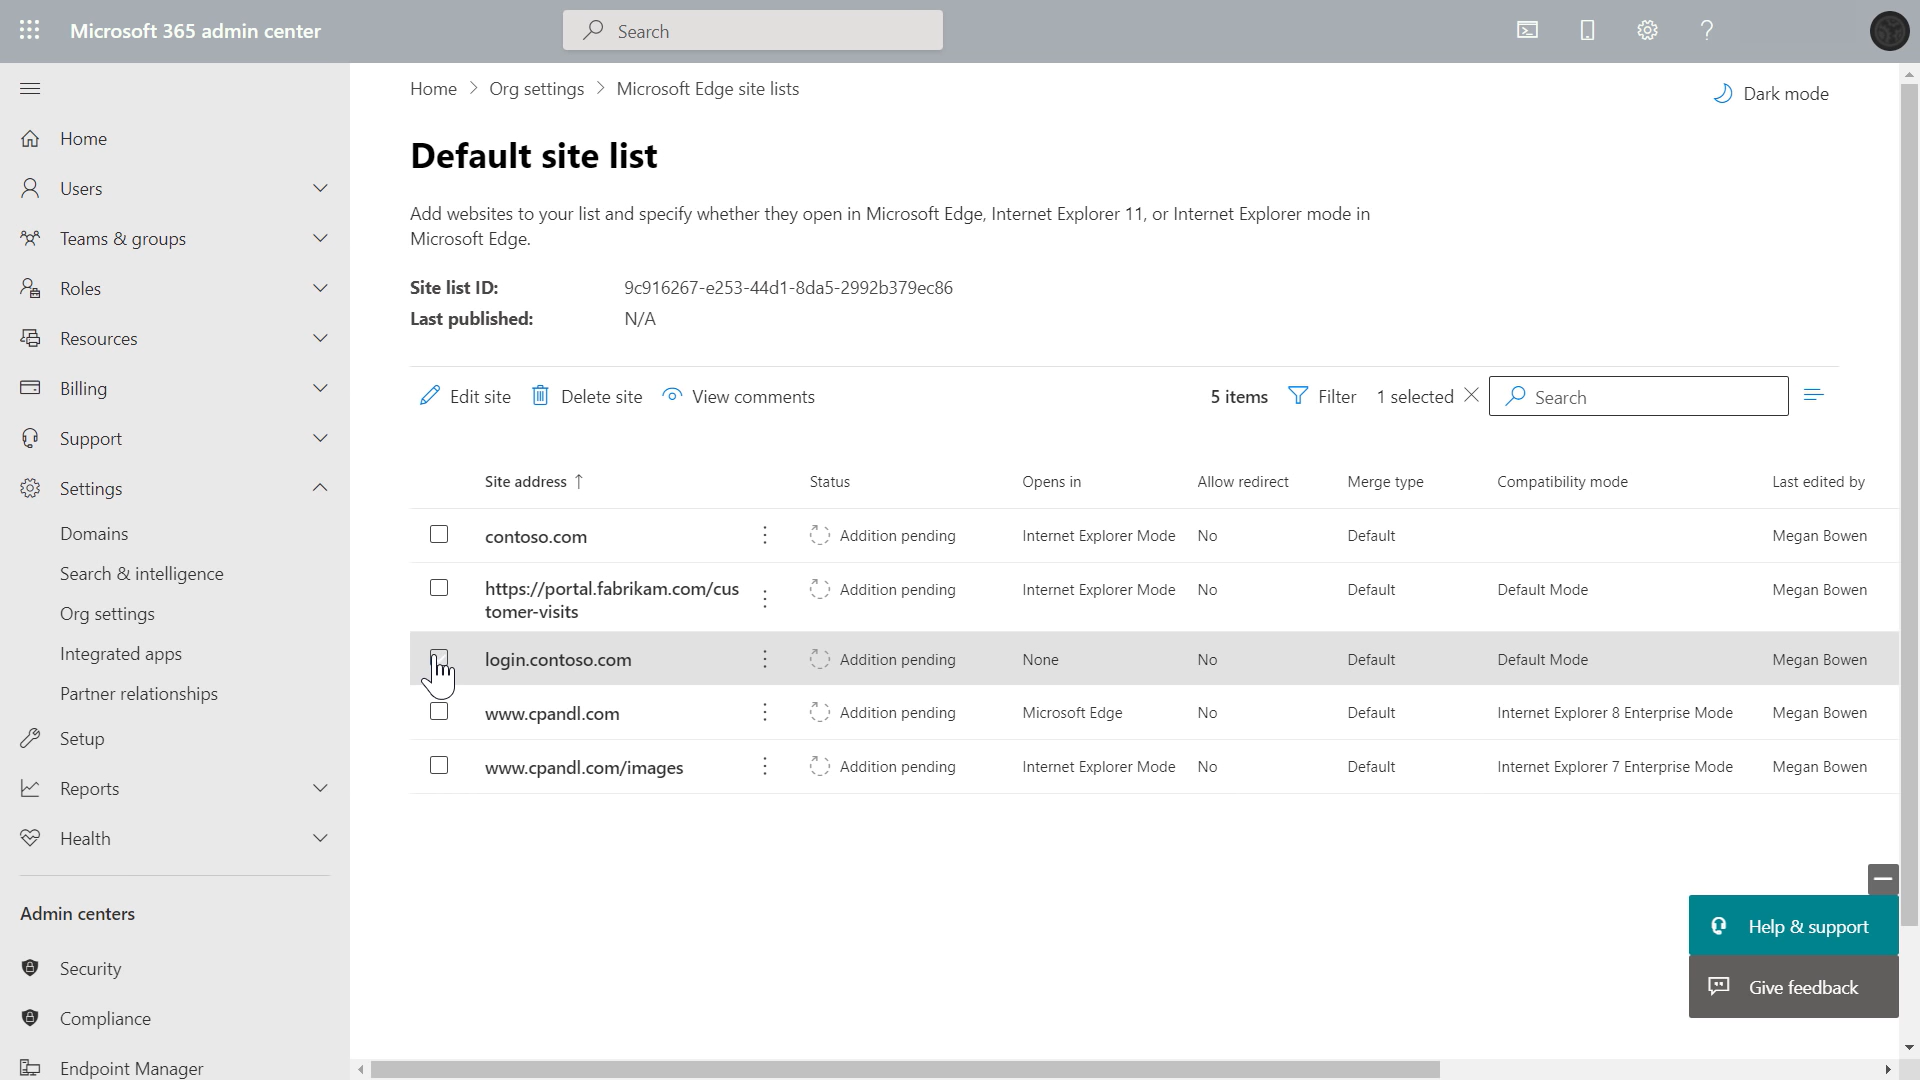 Microsoft 365 admin center
Search
Home
Users
Teams & groups
Roles
Resources
Billing
Support
Settings
Domains
Search & intelligence
Org settings
Integrated apps
Partner relationships
Setup
Reports
Health
Admin centers
Security
Compliance
Endpoint Manager
Home > Org settings > Microsoft Edge site lists
Dark mode
Default site list
Add websites to your list and specify whether they open in Microsoft Edge, Internet Explorer 11, or Internet Explorer mode in
Microsoft Edge.
Site list ID: 9c916267-e253-44d1-8da5-2992b379ec86
Last published: N/A
Edit site Delete site View comments 5 items Filter 1 selected Search
Site address ↑ Status Opens in Allow redirect Merge type Compatibility mode Last edited by
contoso.com Addition pending Internet Explorer Mode No Default Megan Bowen
https://portal.fabrikam.com/cus Addition pending Internet Explorer Mode No Default Default Mode Megan Bowen
tomer-visits
login.contoso.com Addition pending None No Default Default Mode Megan Bowen
www.cpandl.com Addition pending Microsoft Edge No Default Internet Explorer 8 Enterprise Mode Megan Bowen
www.cpandl.com/images Addition pending Internet Explorer Mode No Default Internet Explorer 7 Enterprise Mode Megan Bowen
Help & support
Give feedback